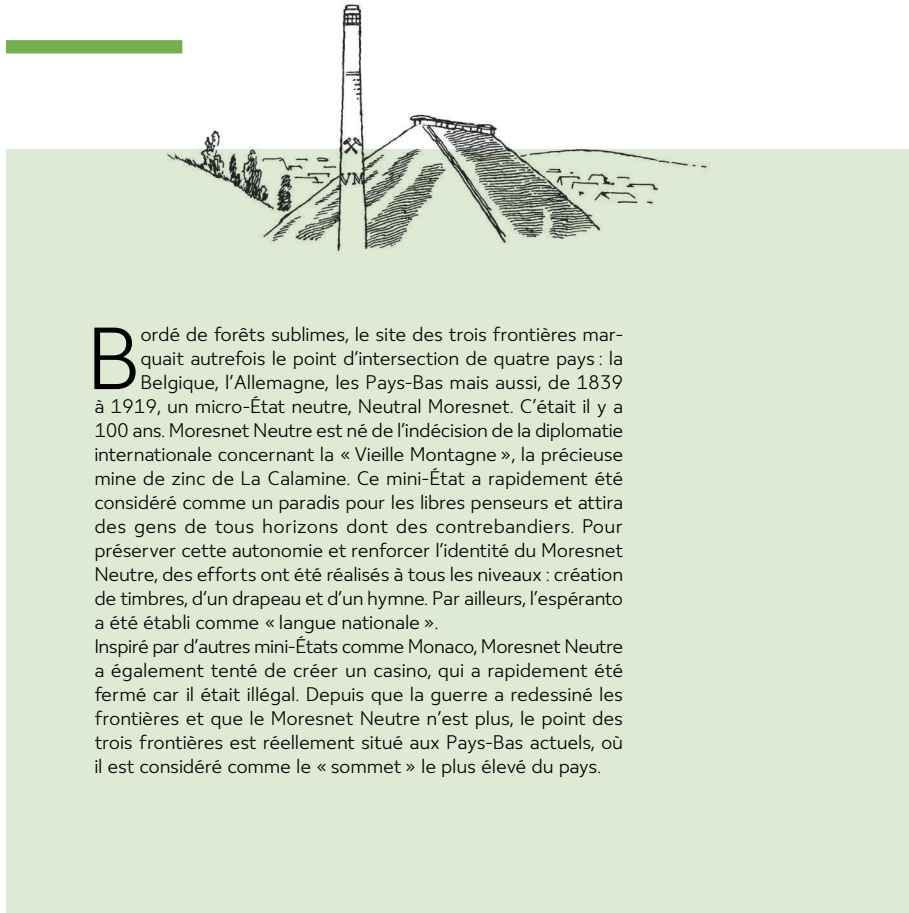 VM
Bordé de forêts sublimes, le site des trois frontières mar-
quait autrefois le point d’intersection de quatre pays : la
Belgique, l’Allemagne, les Pays-Bas mais aussi, de 1839
à 1919, un micro-État neutre, Neutral Moresnet. C’était il y a
100 ans. Moresnet Neutre est né de l’indécision de la diplomatie
internationale concernant la « Vieille Montagne », la précieuse
mine de zinc de La Calamine. Ce mini-État a rapidement été
considéré comme un paradis pour les libres penseurs et attira
des gens de tous horizons dont des contrebandiers. Pour
préserver cette autonomie et renforcer l’identité du Moresnet
Neutre, des efforts ont été réalisés à tous les niveaux : création
de timbres, d’un drapeau et d’un hymne. Par ailleurs, l’espéranto
a été établi comme « langue nationale ».
Inspiré par d’autres mini-États comme Monaco, Moresnet Neutre
a également tenté de créer un casino, qui a rapidement été
fermé car il était illégal. Depuis que la guerre a redessiné les
frontières et que le Moresnet Neutre n’est plus, le point des
trois frontières est réellement situé aux Pays-Bas actuels, où
il est considéré comme le « sommet » le plus élevé du pays.